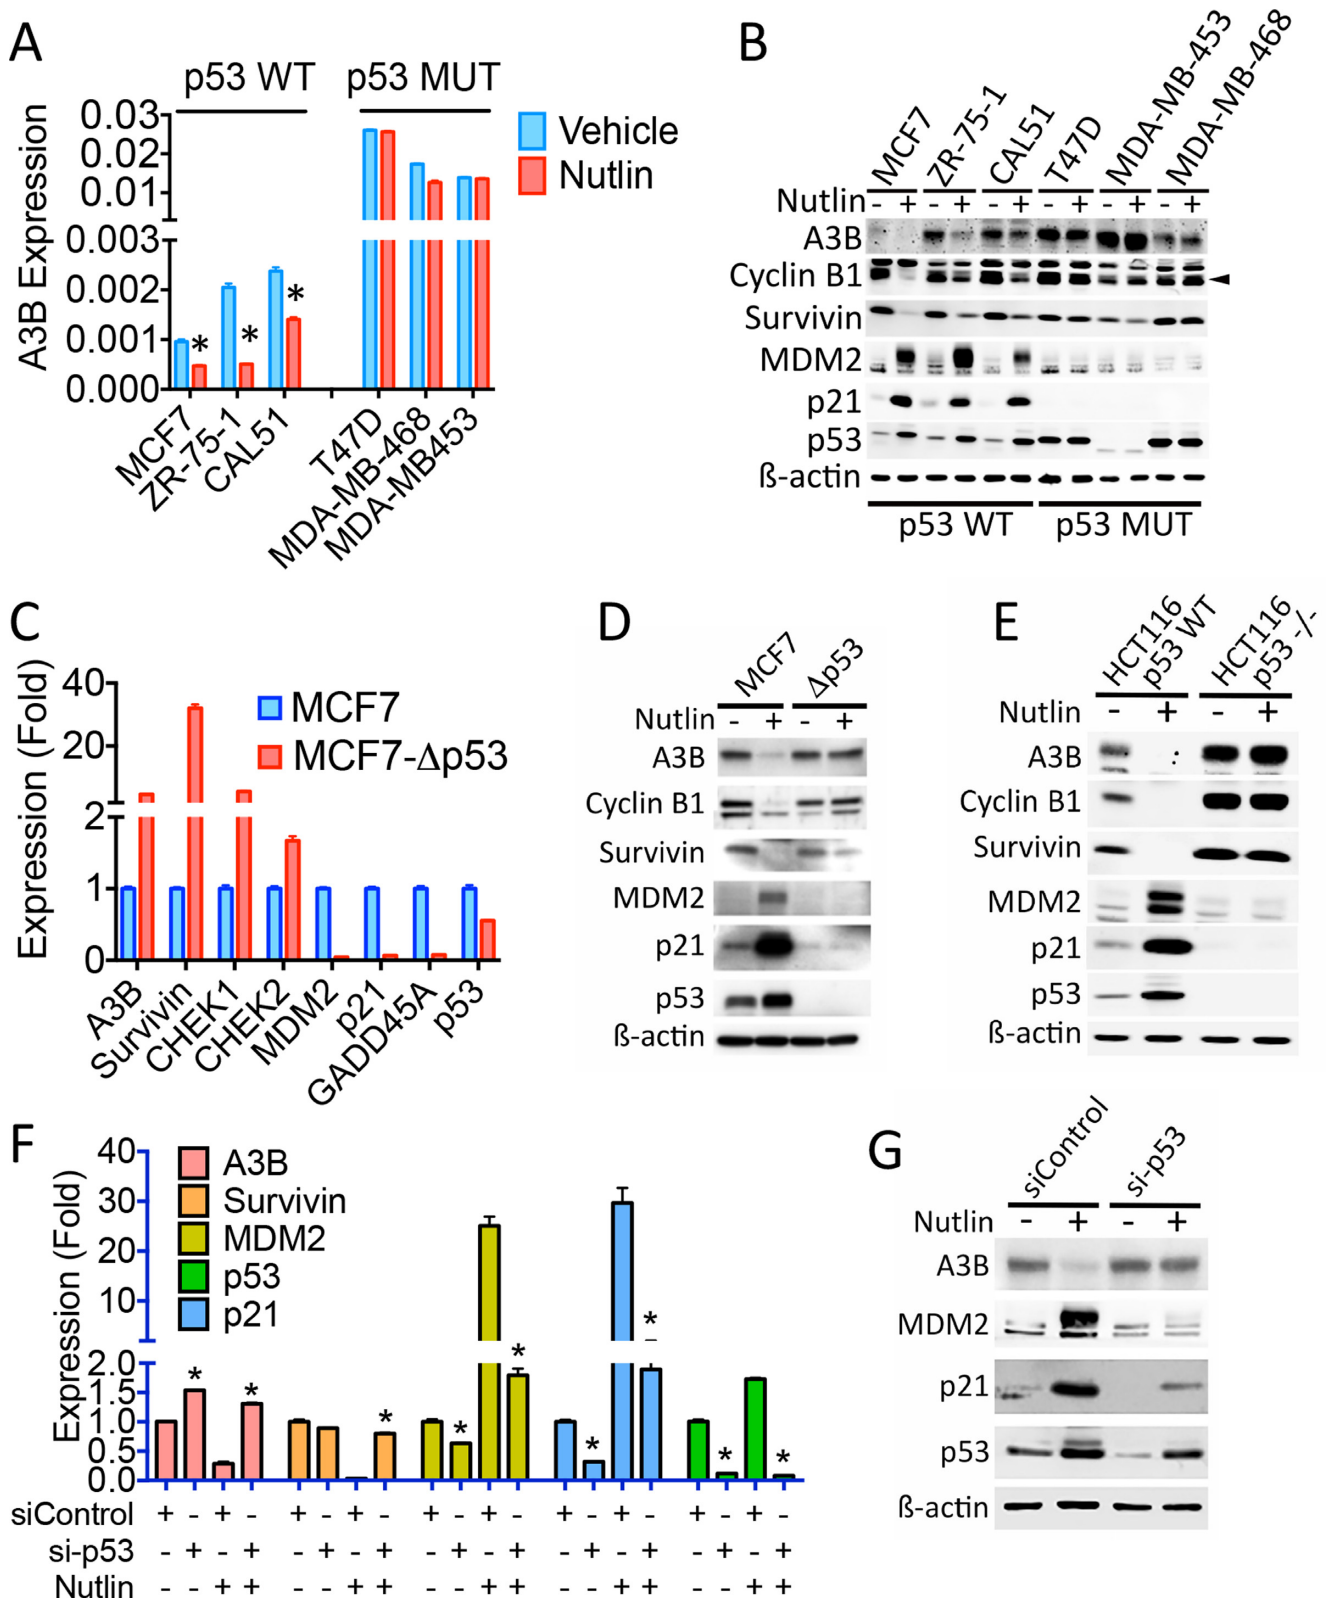 A
p53 WT
p53 MUT
A3B Expression
0.03
0.02
0.01
0.003
0.002
0.001
0.000
*
*
*
Vehicle
Nutlin
MCF7
ZR-75-1
CAL51
T47D
MDA-MB-468
MDA-MB453
B
MCF7
ZR-75-1
CAL51
T47D
MDA-MB-453
MDA-MB-468
Nutlin - + - + - + - + - + - +
A3B
Cyclin B1
Survivin
MDM2
p21
p53
ß-actin
p53 WT
p53 MUT
C
Expression (Fold)
40
20
2
1
0
MCF7
MCF7-Δp53
A3B
Survivin
CHEK1
CHEK2
MDM2
p21
GADD45A
p53
D
MCF7
Δp53
Nutlin - + - +
A3B
Cyclin B1
Survivin
MDM2
p21
p53
ß-actin
E
HCT116
p53 WT
HCT116
p53 -/-
Nutlin - + - +
A3B
Cyclin B1
Survivin
MDM2
p21
p53
ß-actin
F
Expression (Fold)
40
30
20
10
2.0
1.5
1.0
0.5
0.0
A3B
Survivin
MDM2
p53
p21
*
*
*
*
*
*
*
*
*
siControl + - + - + - + - + - + - + - + - + - + -
si-p53 - + - + - + - + - + - + - + - + - + - +
Nutlin - - + + - - + + - - + + - - + + - - + +
G
siControl
si-p53
Nutlin - + - +
A3B
MDM2
p21
p53
ß-actin